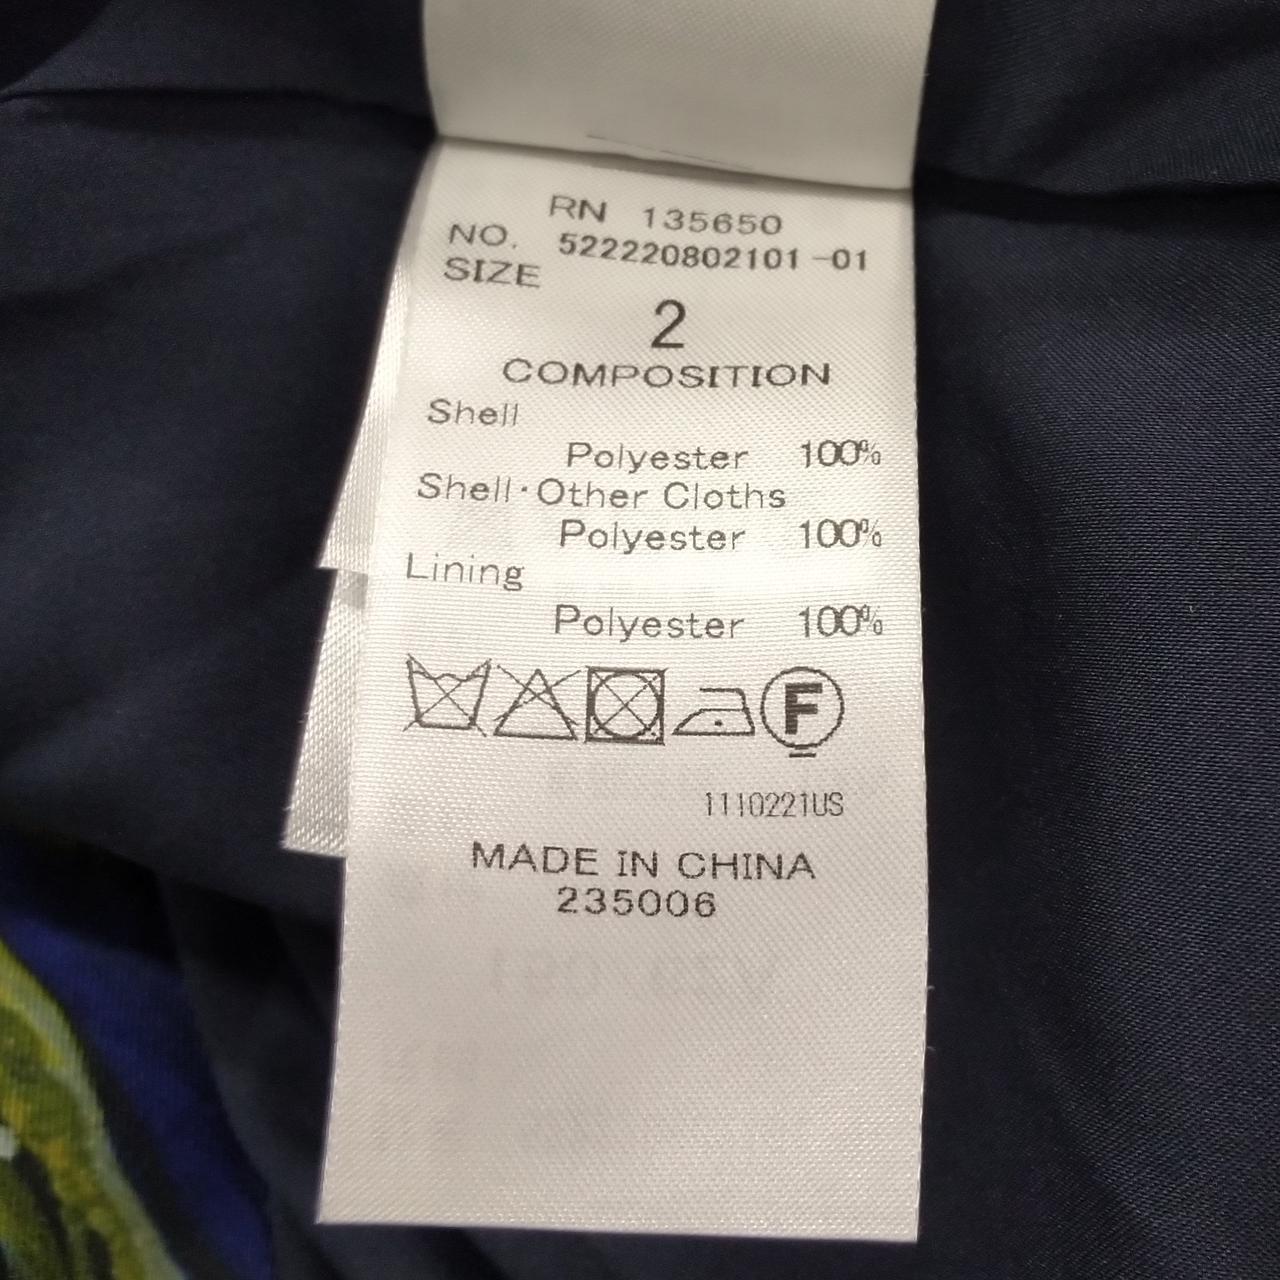 RN 135650
NO. 522220802101-01
SIZE
2
COMPOSITION
Shell
Polyester 100%
Shell·Other Cloths
Polyester 100%
Lining
Polyester 100%
F
1110221US
MADE IN CHINA
235006